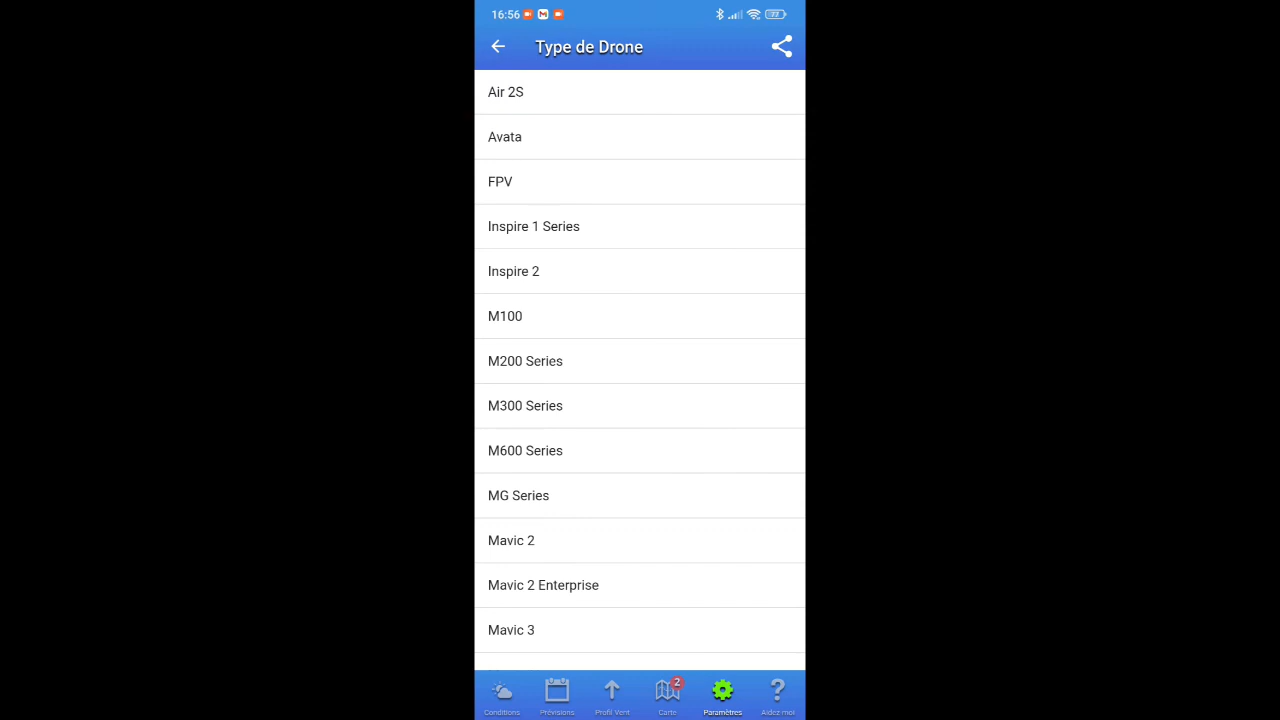 16:56
77
Type de Drone
Air 2S
Avata
FPV
Inspire 1 Series
Inspire 2
M100
M200 Series
M300 Series
M600 Series
MG Series
Mavic 2
Mavic 2 Enterprise
Mavic 3
2
Conditions
Prévisions
Profil Vent
Carte
Paramètres
Aidez-moi